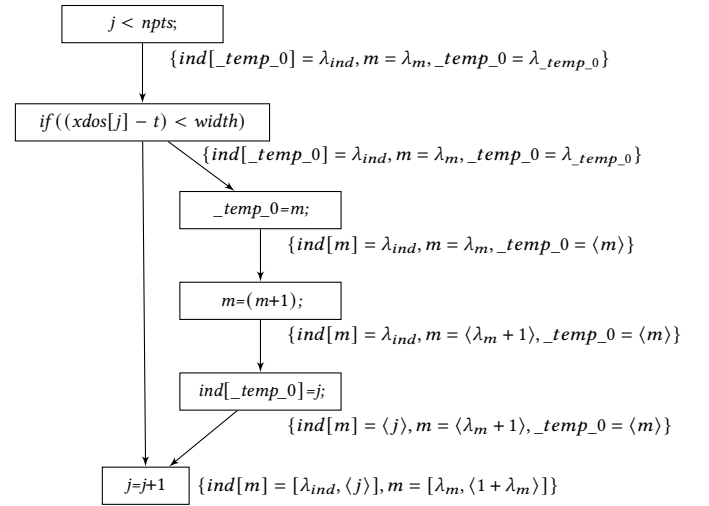 j < npts;
{ind[_temp_0] = λ_ind, m = λ_m, _temp_0 = λ__temp_0}
if((xdos[j] − t) < width)
{ind[_temp_0] = λ_ind, m = λ_m, _temp_0 = λ__temp_0}
_temp_0=m;
{ind[m] = λ_ind, m = λ_m, _temp_0 = ⟨m⟩}
m=(m+1);
{ind[m] = λ_ind, m = ⟨λ_m + 1⟩, _temp_0 = ⟨m⟩}
ind[_temp_0]=j;
{ind[m] = ⟨j⟩, m = ⟨λ_m + 1⟩, _temp_0 = ⟨m⟩}
j=j+1 {ind[m] = [λ_ind, ⟨j⟩], m = [λ_m, ⟨1 + λ_m⟩]}